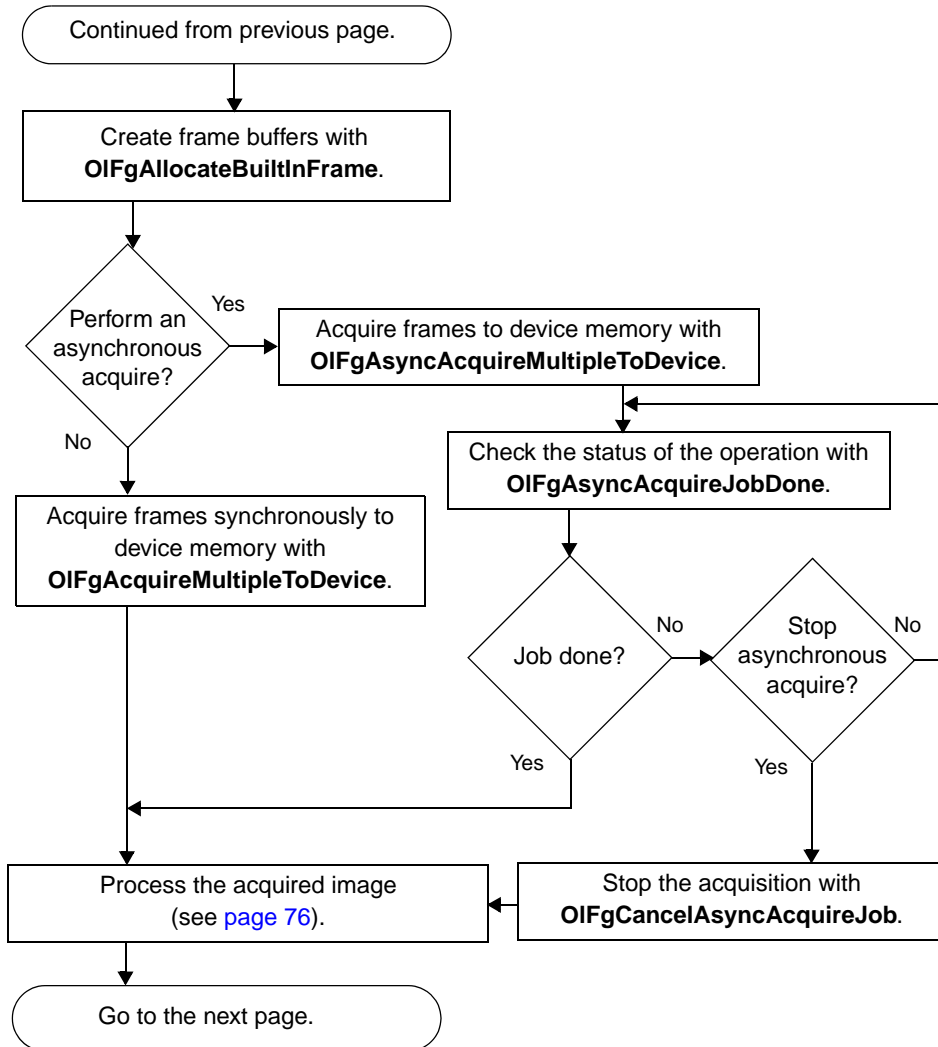 Continued from previous page.
Create frame buffers with
OlFgAllocateBuiltInFrame.
Perform an
asynchronous
acquire?
Yes
No
Acquire frames to device memory with
OlFgAsyncAcquireMultipleToDevice.
Check the status of the operation with
OlFgAsyncAcquireJobDone.
Acquire frames synchronously to
device memory with
OlFgAcquireMultipleToDevice.
Job done?
No
Yes
Stop
asynchronous
acquire?
No
Yes
Process the acquired image
(see page 76).
Stop the acquisition with
OlFgCancelAsyncAcquireJob.
Go to the next page.